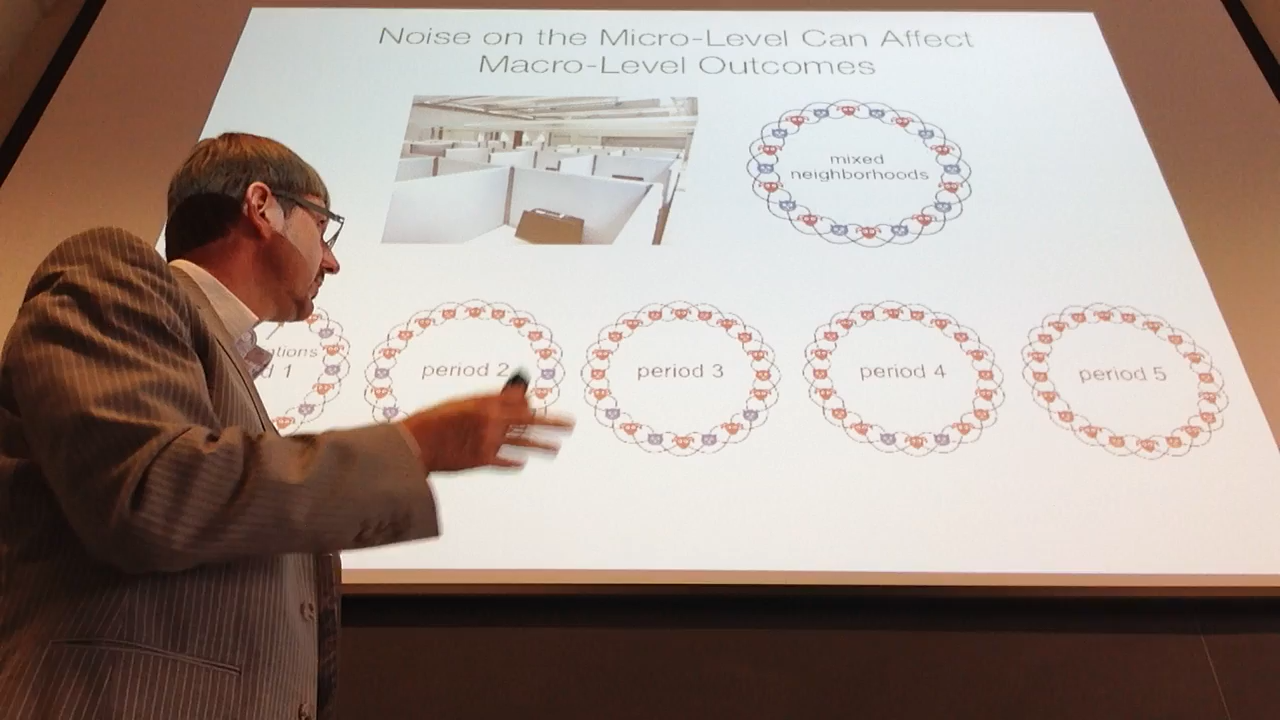 Noise on the Micro-Level Can Affect
Macro-Level Outcomes
mixed
neighborhoods
1
period 2
period 3
period 4
period 5